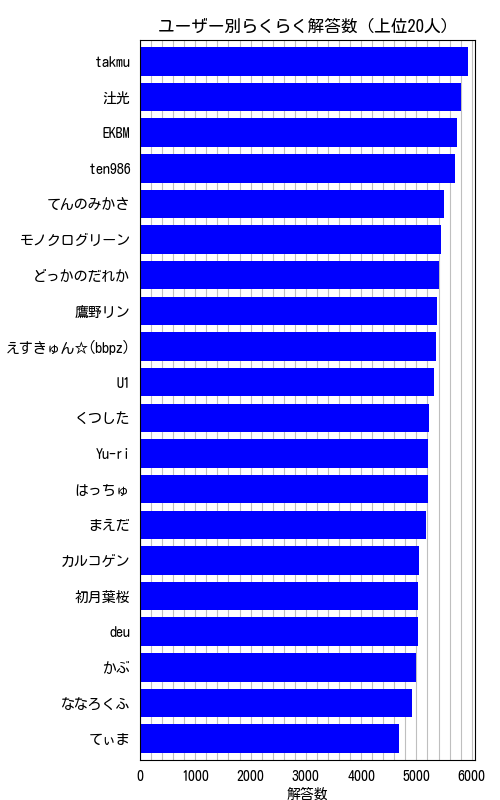 ユーザー別らくらく解答数（上位20人）
takmu
汢光
EKBM
ten986
てんのみかさ
モノクログリーン
どっかのだれか
鷹野リン
えすきゅん☆(bbpz)
U1
くつした
Yu-ri
はっちゅ
まえだ
カルコゲン
初月葉桜
deu
かぶ
ななろくふ
てぃま
0 1000 2000 3000 4000 5000 6000
解答数